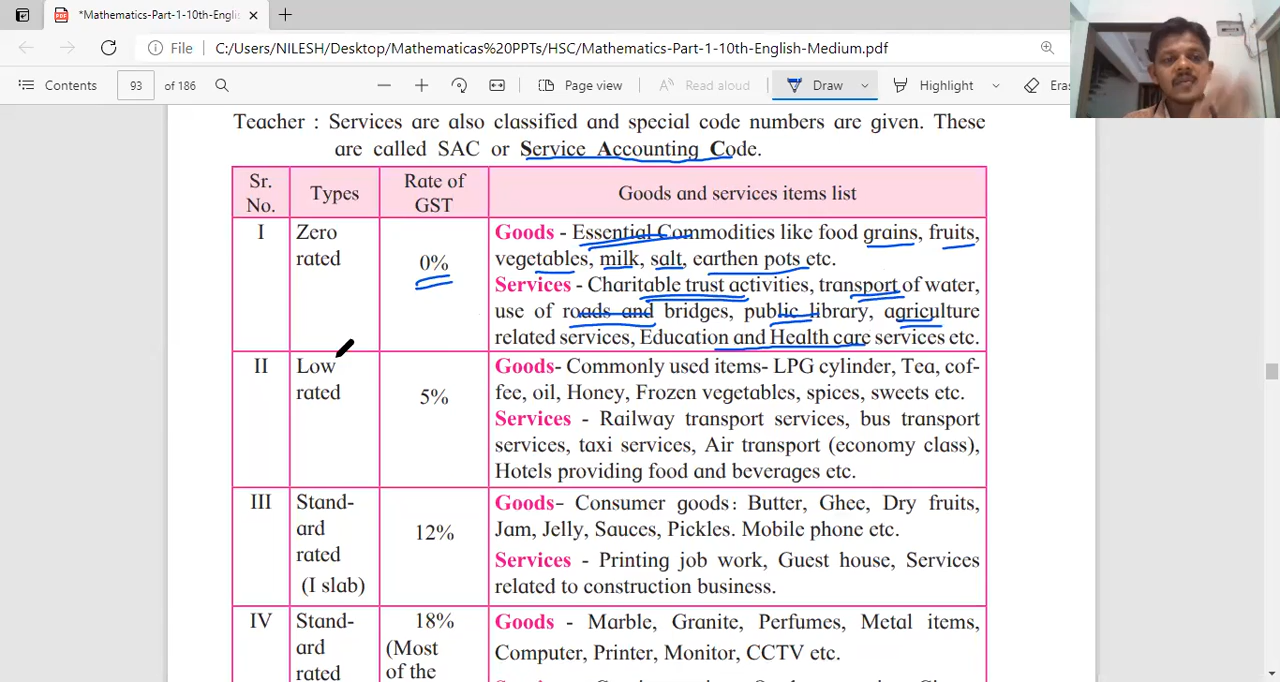 *Mathematics-Part-1-10th-Engli
File
C:/Users/NILESH/Desktop/Mathematicas%20PPTs/HSC/Mathematics-Part-1-10th-English-Medium.pdf
Contents
93
of 186
Page view
Read aloud
Draw
Highlight
Eras
Teacher : Services are also classified and special code numbers are given. These
are called SAC or Service Accounting Code.
Sr.
No.
Types
Rate of
GST
Goods and services items list
I
Zero
rated
0%
Goods - Essential Commodities like food grains, fruits,
vegetables, milk, salt, earthen pots etc.
Services - Charitable trust activities, transport of water,
use of roads and bridges, public library, agriculture
related services, Education and Health care services etc.
II
Low
rated
5%
Goods- Commonly used items- LPG cylinder, Tea, cof-
fee, oil, Honey, Frozen vegetables, spices, sweets etc.
Services - Railway transport services, bus transport
services, taxi services, Air transport (economy class),
Hotels providing food and beverages etc.
III
Stand-
ard
rated
(I slab)
12%
Goods- Consumer goods: Butter, Ghee, Dry fruits,
Jam, Jelly, Sauces, Pickles. Mobile phone etc.
Services - Printing job work, Guest house, Services
related to construction business.
IV
Stand-
ard
rated
18%
(Most
of the
Goods - Marble, Granite, Perfumes, Metal items,
Computer, Printer, Monitor, CCTV etc.